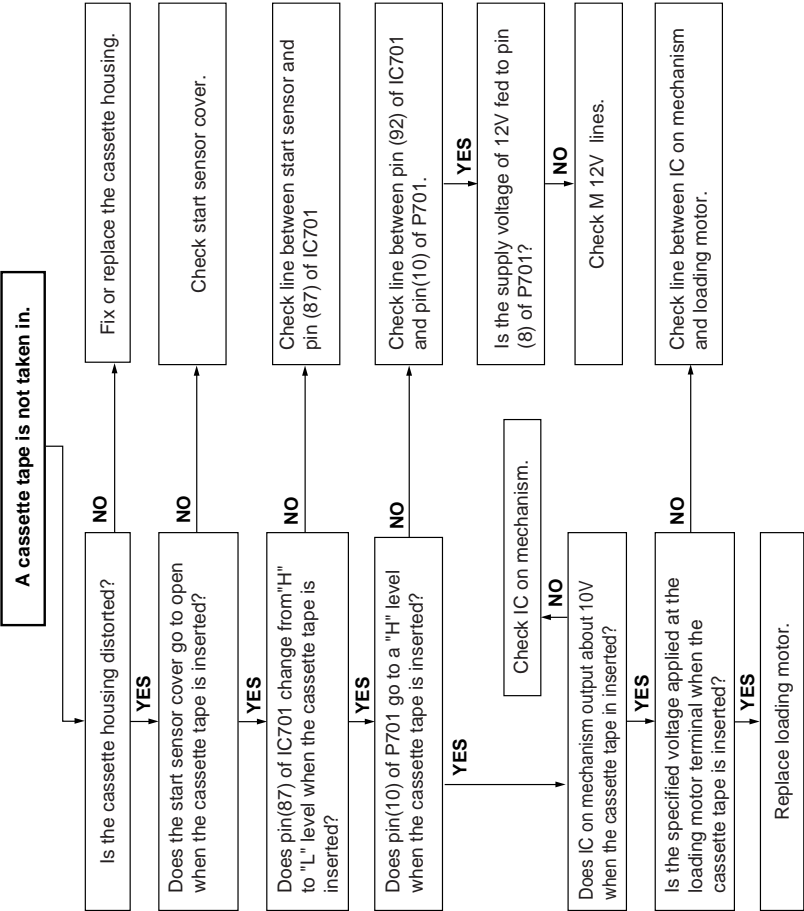 A cassette tape is not taken in.
Is the cassette housing distorted?
NO
Fix or replace the cassette housing.
YES
Does the start sensor cover go to open
when the cassette tape is inserted?
NO
Check start sensor cover.
YES
Does pin(87) of IC701 change from"H"
to "L" level when the cassette tape is
inserted?
NO
Check line between start sensor and
pin (87) of IC701
YES
Does pin(10) of P701 go to a "H" level
when the cassette tape is inserted?
NO
Check line between pin (92) of IC701
and pin(10) of P701.
YES
Is the supply voltage of 12V fed to pin
(8) of P701?
NO
Check M 12V lines.
YES
Does IC on mechanism output about 10V
when the cassette tape in inserted?
NO
Check IC on mechanism.
YES
Is the specified voltage applied at the
loading motor terminal when the
cassette tape is inserted?
NO
Check line between IC on mechanism
and loading motor.
YES
Replace loading motor.